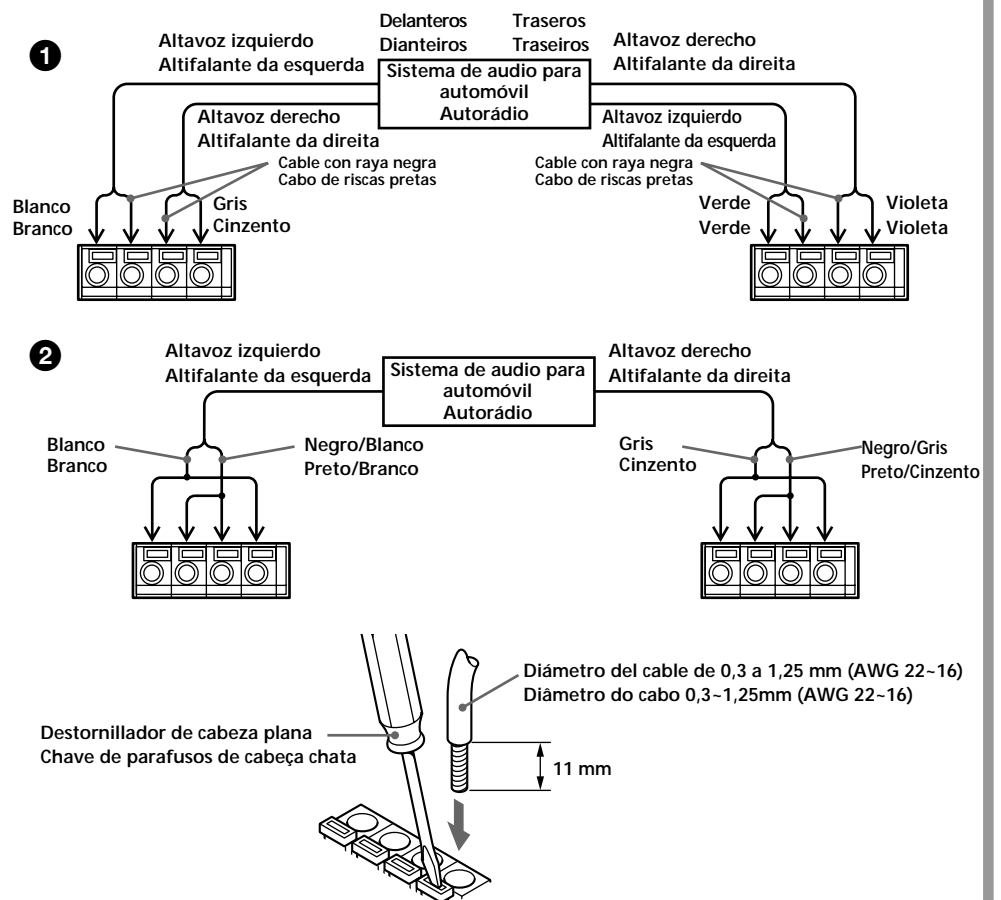 1
Altavoz izquierdo
Altifalante da esquerda
Delanteros Traseros
Dianteiros Traseiros
Altavoz derecho
Altifalante da direita
Sistema de audio para
automóvil
Autorádio
Altavoz derecho
Altifalante da direita
Altavoz izquierdo
Altifalante da esquerda
Cable con raya negra
Cabo de riscas pretas
Cable con raya negra
Cabo de riscas pretas
Blanco
Branco
Gris
Cinzento
Verde
Verde
Violeta
Violeta
2
Altavoz izquierdo
Altifalante da esquerda
Sistema de audio para
automóvil
Autorádio
Altavoz derecho
Altifalante da direita
Blanco
Branco
Negro/Blanco
Preto/Branco
Gris
Cinzento
Negro/Gris
Preto/Cinzento
Diámetro del cable de 0,3 a 1,25 mm (AWG 22~16)
Diâmetro do cabo 0,3~1,25mm (AWG 22~16)
Destornillador de cabeza plana
Chave de parafusos de cabeça chata
11 mm